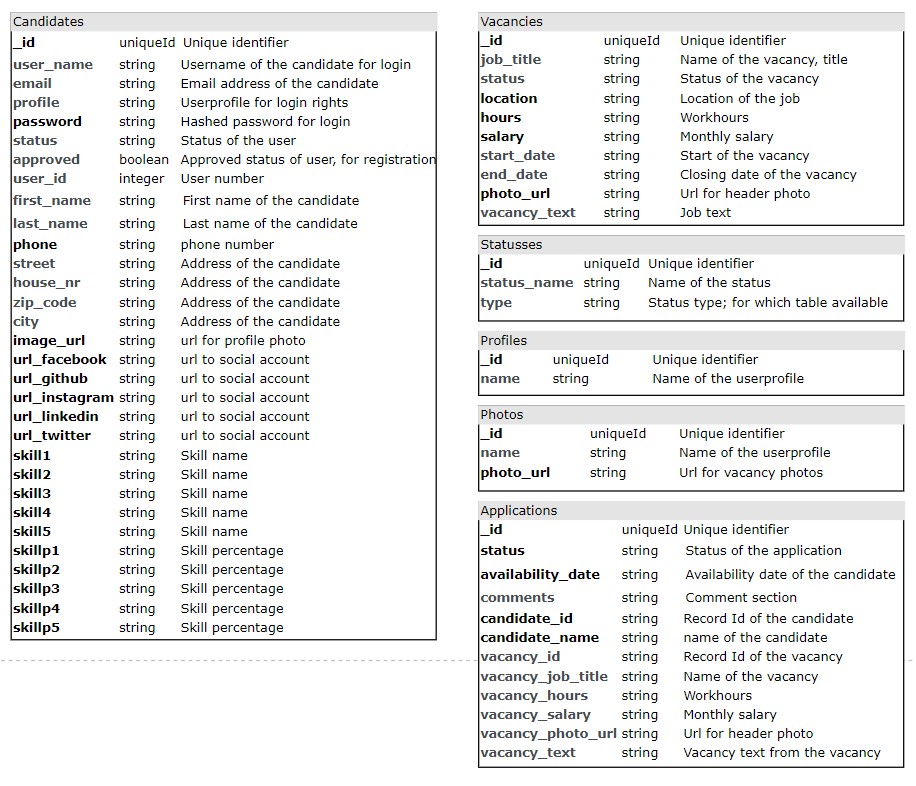 Candidates
_id uniqueId Unique identifier
user_name string Username of the candidate for login
email string Email address of the candidate
profile string Userprofile for login rights
password string Hashed password for login
status string Status of the user
approved boolean Approved status of user, for registration
user_id integer User number
first_name string First name of the candidate
last_name string Last name of the candidate
phone string phone number
street string Address of the candidate
house_nr string Address of the candidate
zip_code string Address of the candidate
city string Address of the candidate
image_url string url for profile photo
url_facebook string url to social account
url_github string url to social account
url_instagram string url to social account
url_linkedin string url to social account
url_twitter string url to social account
skill1 string Skill name
skill2 string Skill name
skill3 string Skill name
skill4 string Skill name
skill5 string Skill name
skillp1 string Skill percentage
skillp2 string Skill percentage
skillp3 string Skill percentage
skillp4 string Skill percentage
skillp5 string Skill percentage
Vacancies
_id uniqueId Unique identifier
job_title string Name of the vacancy, title
status string Status of the vacancy
location string Location of the job
hours string Workhours
salary string Monthly salary
start_date string Start of the vacancy
end_date string Closing date of the vacancy
photo_url string Url for header photo
vacancy_text string Job text
Statusses
_id uniqueId Unique identifier
status_name string Name of the status
type string Status type; for which table available
Profiles
_id uniqueId Unique identifier
name string Name of the userprofile
Photos
_id uniqueId Unique identifier
name string Name of the userprofile
photo_url string Url for vacancy photos
Applications
_id uniqueId Unique identifier
status string Status of the application
availability_date string Availability date of the candidate
comments string Comment section
candidate_id string Record Id of the candidate
candidate_name string name of the candidate
vacancy_id string Record Id of the vacancy
vacancy_job_title string Name of the vacancy
vacancy_hours string Workhours
vacancy_salary string Monthly salary
vacancy_photo_url string Url for header photo
vacancy_text string Vacancy text from the vacancy